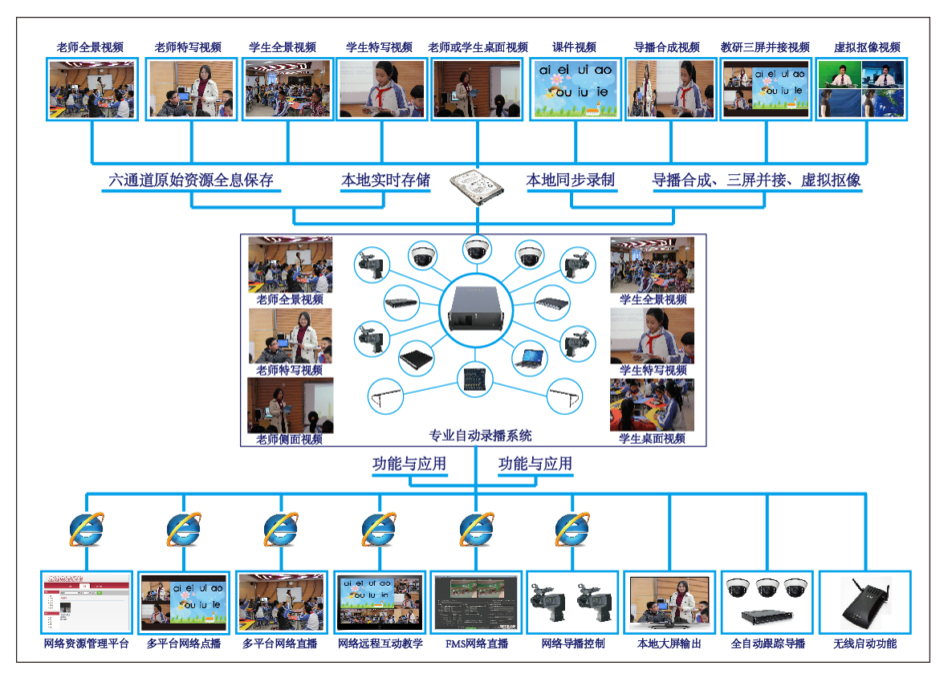 老师全景视频
老师特写视频
学生全景视频
学生特写视频
老师或学生桌面视频
课件视频
导播合成视频
教研三屏并接视频
虚拟抠像视频
ai ei ui ao
ou iu ie
ai ei ui ao
ou iu ie
六通道原始资源全息保存
本地实时存储
本地同步录制
导播合成、三屏并接、虚拟抠像
老师全景视频
学生全景视频
老师特写视频
学生特写视频
老师侧面视频
专业自动录播系统
学生桌面视频
功能与应用
功能与应用
ai ei ui ao
ou iu ie
ai ei ui ao
网络资源管理平台
多平台网络点播
多平台网络直播
网络远程互动教学
FMS网络直播
网络导播控制
本地大屏输出
全自动跟踪导播
无线启动功能